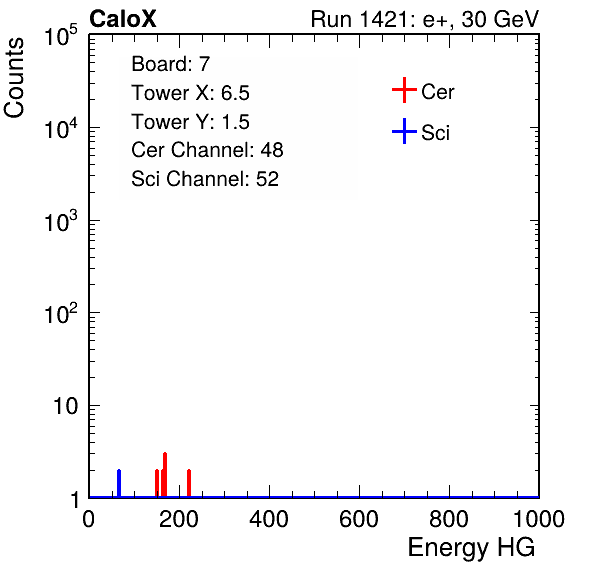 CaloX Run 1421: e+, 30 GeV
Counts
Board: 7
Tower X: 6.5
Tower Y: 1.5
Cer Channel: 48
Sci Channel: 52
Cer
Sci
10^5
10^4
10^3
10^2
10
1
0 200 400 600 800 1000
Energy HG